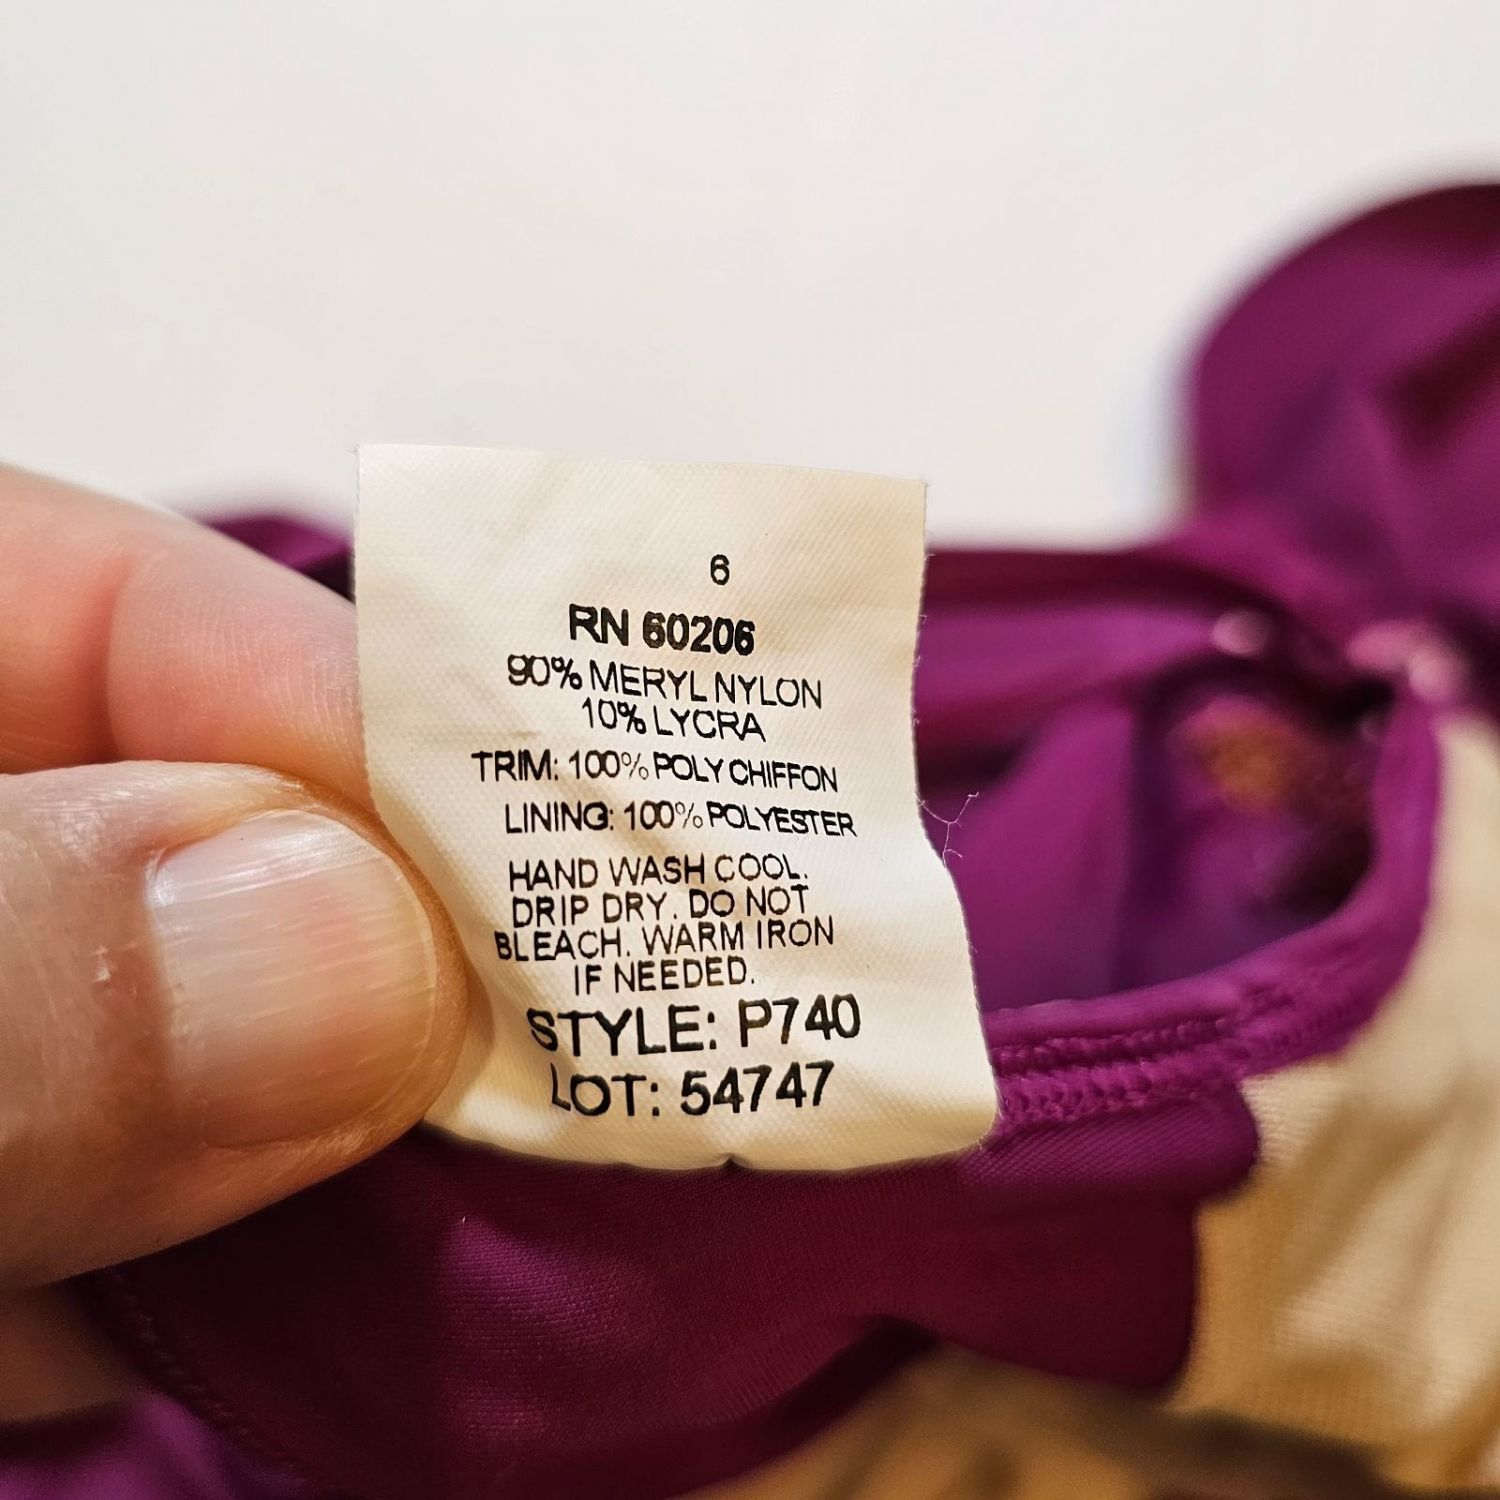 6
RN 60206
90% MERYL NYLON
10% LYCRA
TRIM: 100% POLY CHIFFON
LINING: 100% POLYESTER
HAND WASH COOL.
DRIP DRY. DO NOT
BLEACH. WARM IRON
IF NEEDED.
STYLE: P740
LOT: 54747